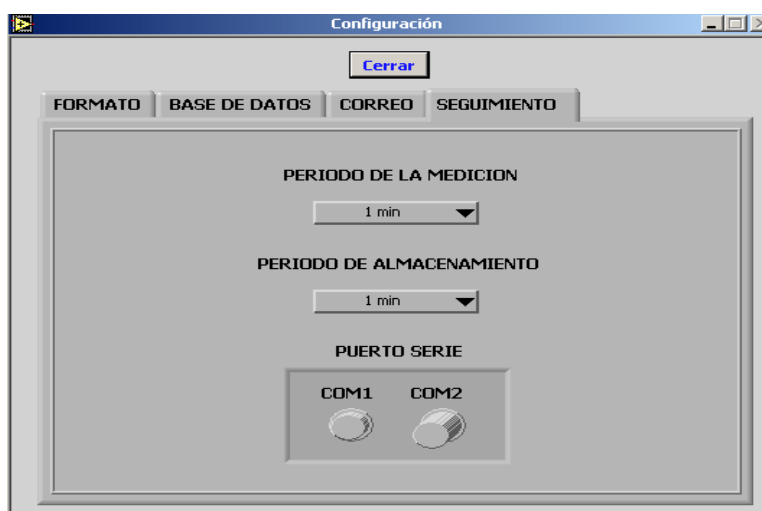 Configuración
Cerrar
FORMATO BASE DE DATOS CORREO SEGUIMIENTO
PERIODO DE LA MEDICION
1 min
PERIODO DE ALMACENAMIENTO
1 min
PUERTO SERIE
COM1 COM2